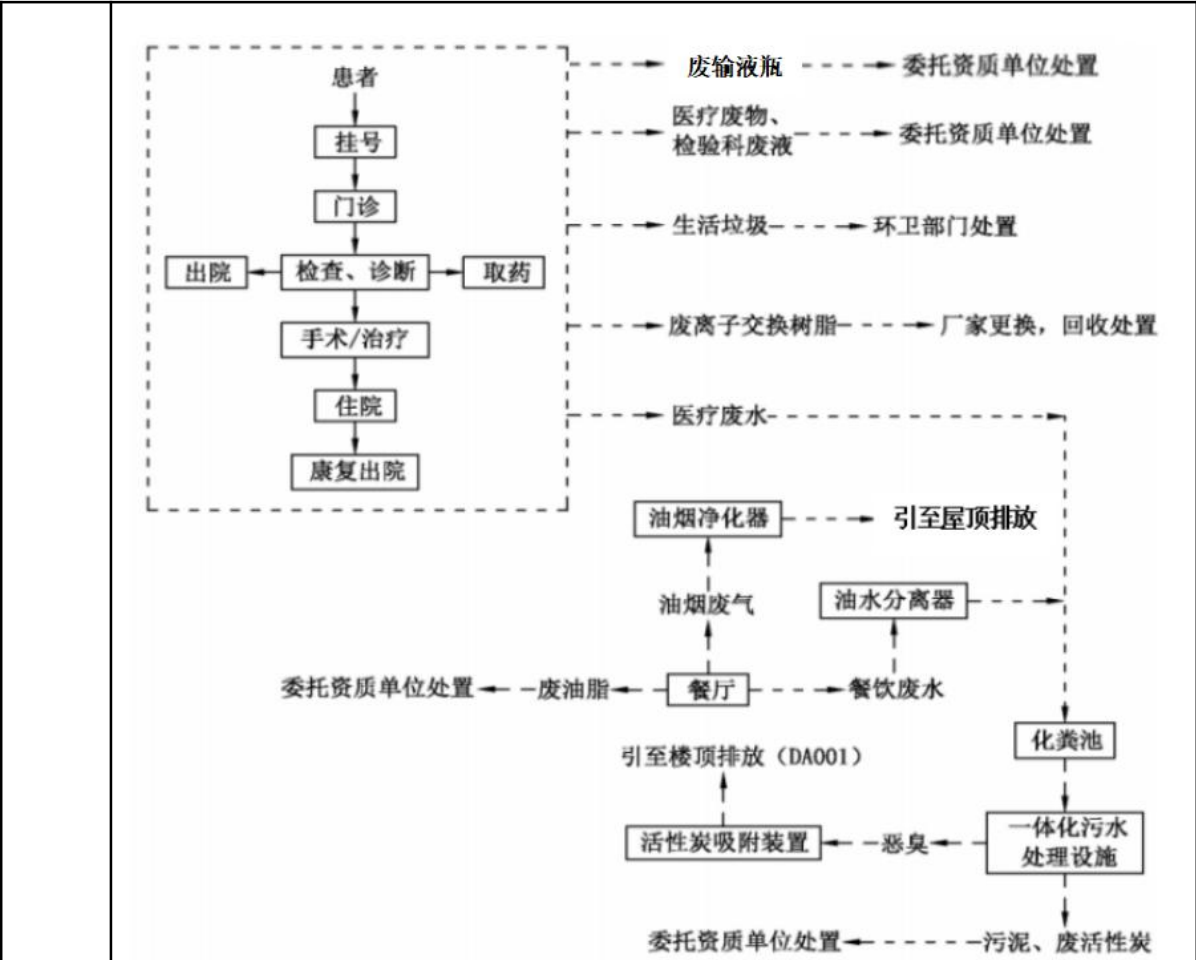 患者
挂号
门诊
出院
检查、诊断
取药
手术/治疗
住院
康复出院
废输液瓶
委托资质单位处置
医疗废物、
检验科废液
委托资质单位处置
生活垃圾
环卫部门处置
废离子交换树脂
厂家更换，回收处置
医疗废水
油烟净化器
引至屋顶排放
油烟废气
油水分离器
委托资质单位处置
废油脂
餐厅
餐饮废水
化粪池
引至楼顶排放（DA001）
活性炭吸附装置
恶臭
一体化污水
处理设施
委托资质单位处置
污泥、废活性炭